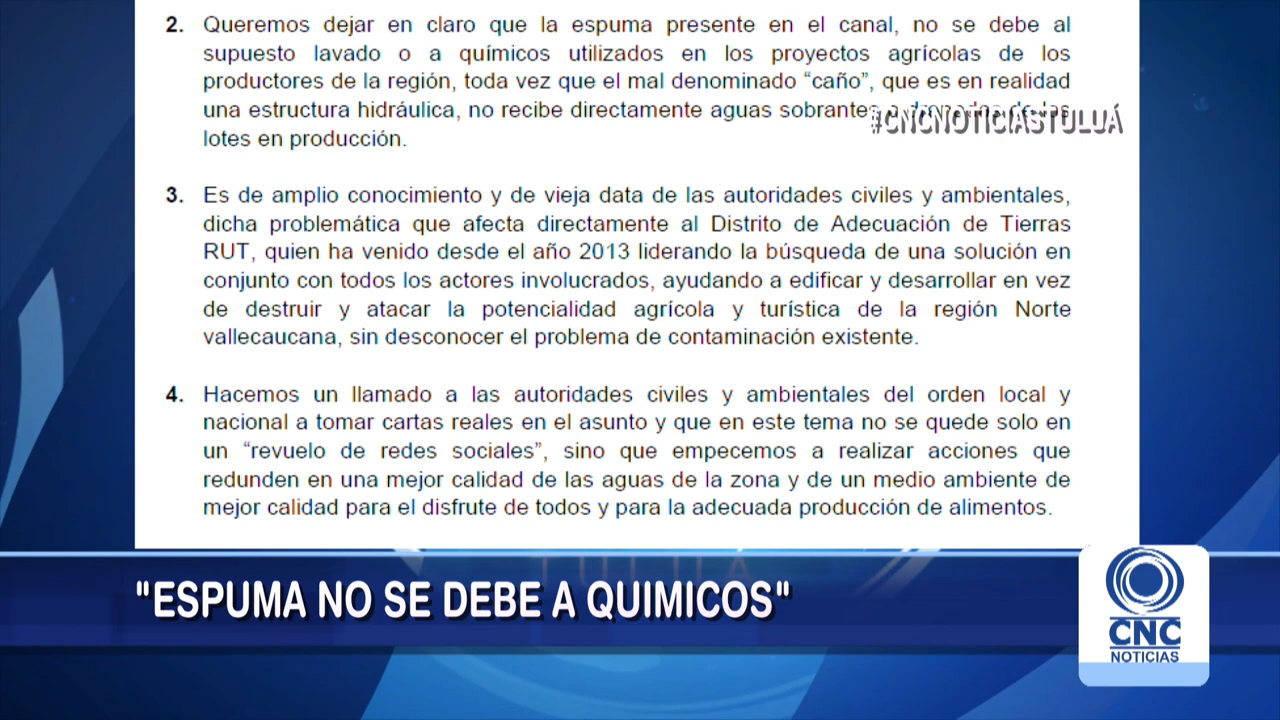 2. Queremos dejar en claro que la espuma presente en el canal, no se debe al
supuesto lavado o a químicos utilizados en los proyectos agrícolas de los
productores de la región, toda vez que el mal denominado “caño”, que es en realidad
una estructura hidráulica, no recibe directamente aguas sobrantes
lotes en producción.
#CNCNOTICIASTULUÁ
3. Es de amplio conocimiento y de vieja data de las autoridades civiles y ambientales,
dicha problemática que afecta directamente al Distrito de Adecuación de Tierras
RUT, quien ha venido desde el año 2013 liderando la búsqueda de una solución en
conjunto con todos los actores involucrados, ayudando a edificar y desarrollar en vez
de destruir y atacar la potencialidad agrícola y turística de la región Norte
vallecaucana, sin desconocer el problema de contaminación existente.
4. Hacemos un llamado a las autoridades civiles y ambientales del orden local y
nacional a tomar cartas reales en el asunto y que en este tema no se quede solo en
un “revuelo de redes sociales”, sino que empecemos a realizar acciones que
redunden en una mejor calidad de las aguas de la zona y de un medio ambiente de
mejor calidad para el disfrute de todos y para la adecuada producción de alimentos.
"ESPUMA NO SE DEBE A QUIMICOS"
CNC
NOTICIAS